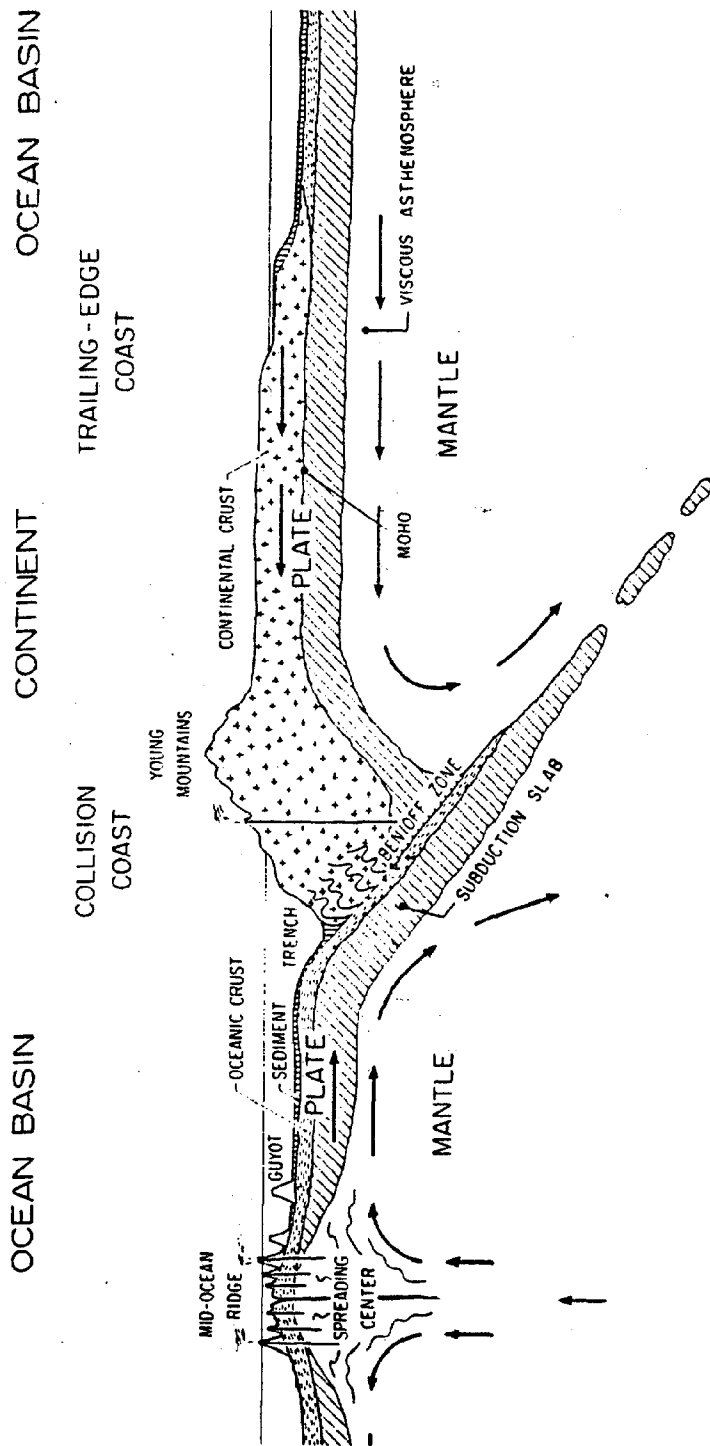 OCEAN BASIN
COLLISION
COAST
CONTINENT
TRAILING-EDGE
COAST
OCEAN BASIN
MID-OCEAN
RIDGE
GUYOT
SEDIMENT
OCEANIC CRUST
TRENCH
YOUNG
MOUNTAINS
CONTINENTAL CRUST
PLATE
PLATE
SPREADING
CENTER
BENIOFF ZONE
SUBDUCTION SLAB
MOHO
VISCOUS ASTHENOSPHERE
MANTLE
MANTLE